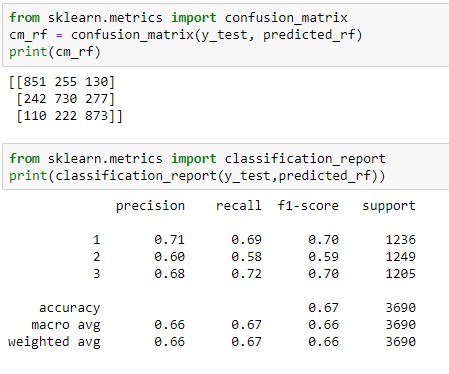 from sklearn.metrics import confusion_matrix
cm_rf = confusion_matrix(y_test, predicted_rf)
print(cm_rf)
[[851 255 130]
[242 730 277]
[110 222 873]]
from sklearn.metrics import classification_report
print(classification_report(y_test,predicted_rf))
precision recall f1-score support
1 0.71 0.69 0.70 1236
2 0.60 0.58 0.59 1249
3 0.68 0.72 0.70 1205
accuracy 0.67 3690
macro avg 0.66 0.67 0.66 3690
weighted avg 0.66 0.67 0.66 3690